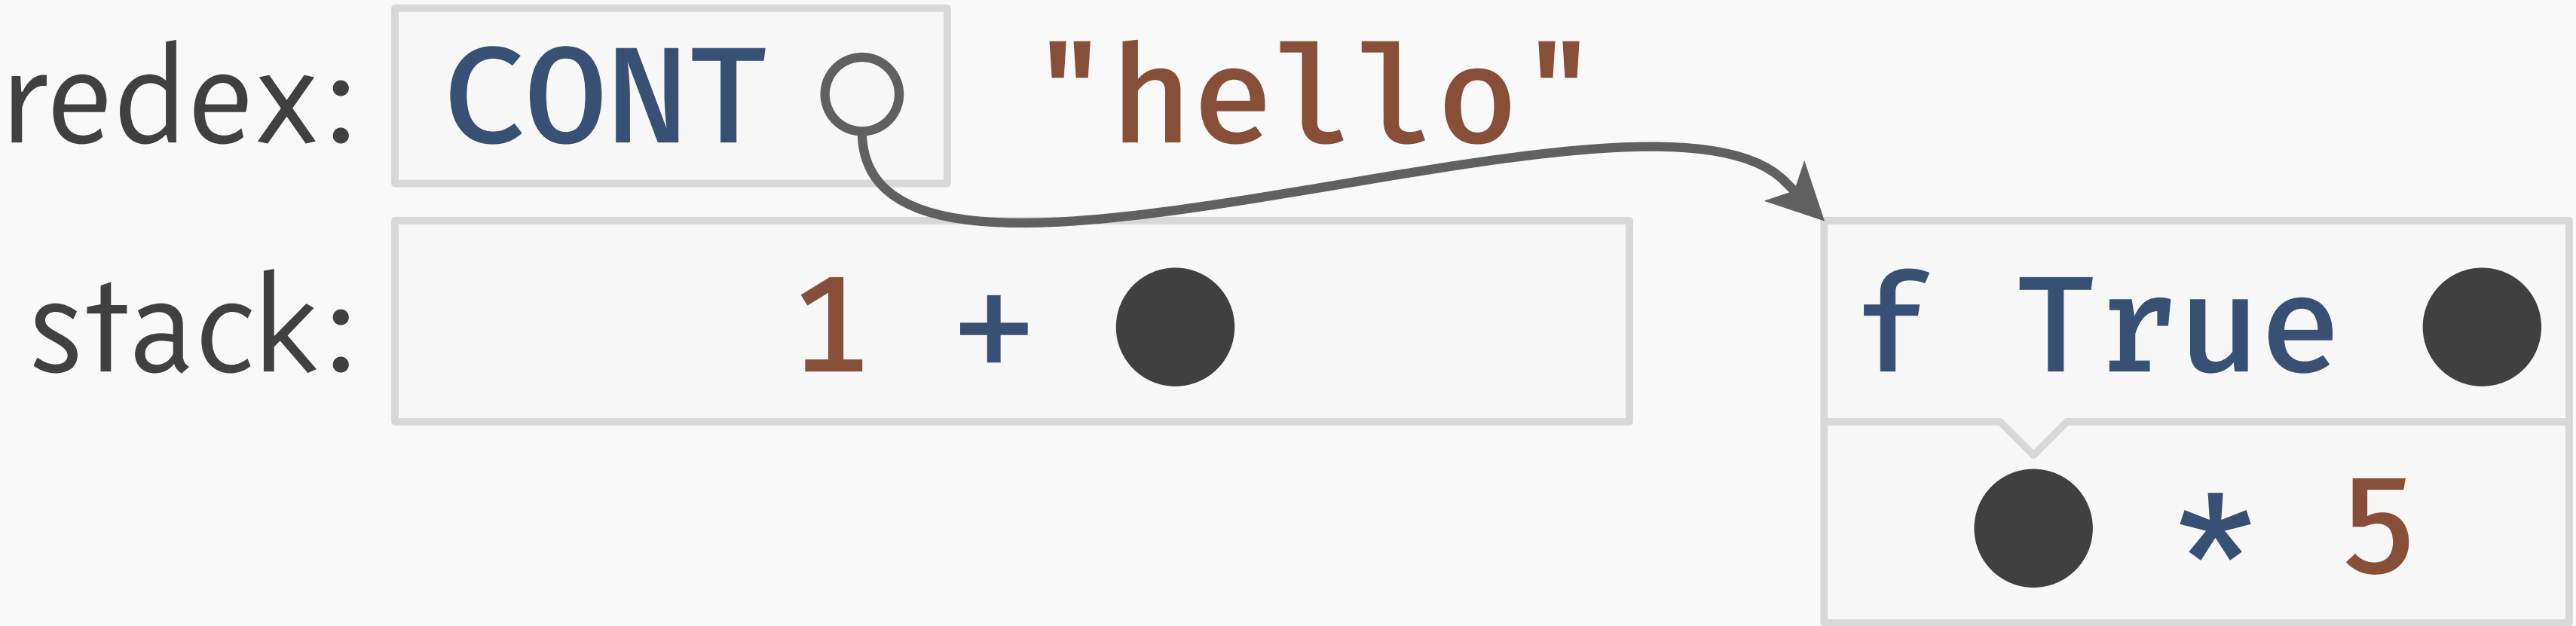 redex: CONT "hello"
stack: 1 + f True
* 5